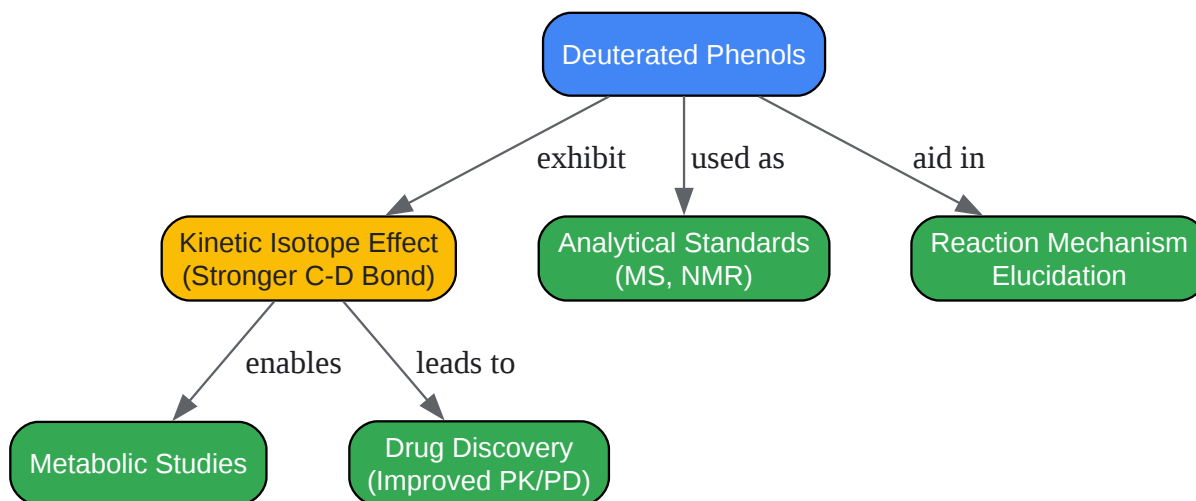 Deuterated Phenols
exhibit
used as
aid in
Kinetic Isotope Effect
(Stronger C-D Bond)
Analytical Standards
(MS, NMR)
Reaction Mechanism
Elucidation
enables
leads to
Metabolic Studies
Drug Discovery
(Improved PK/PD)